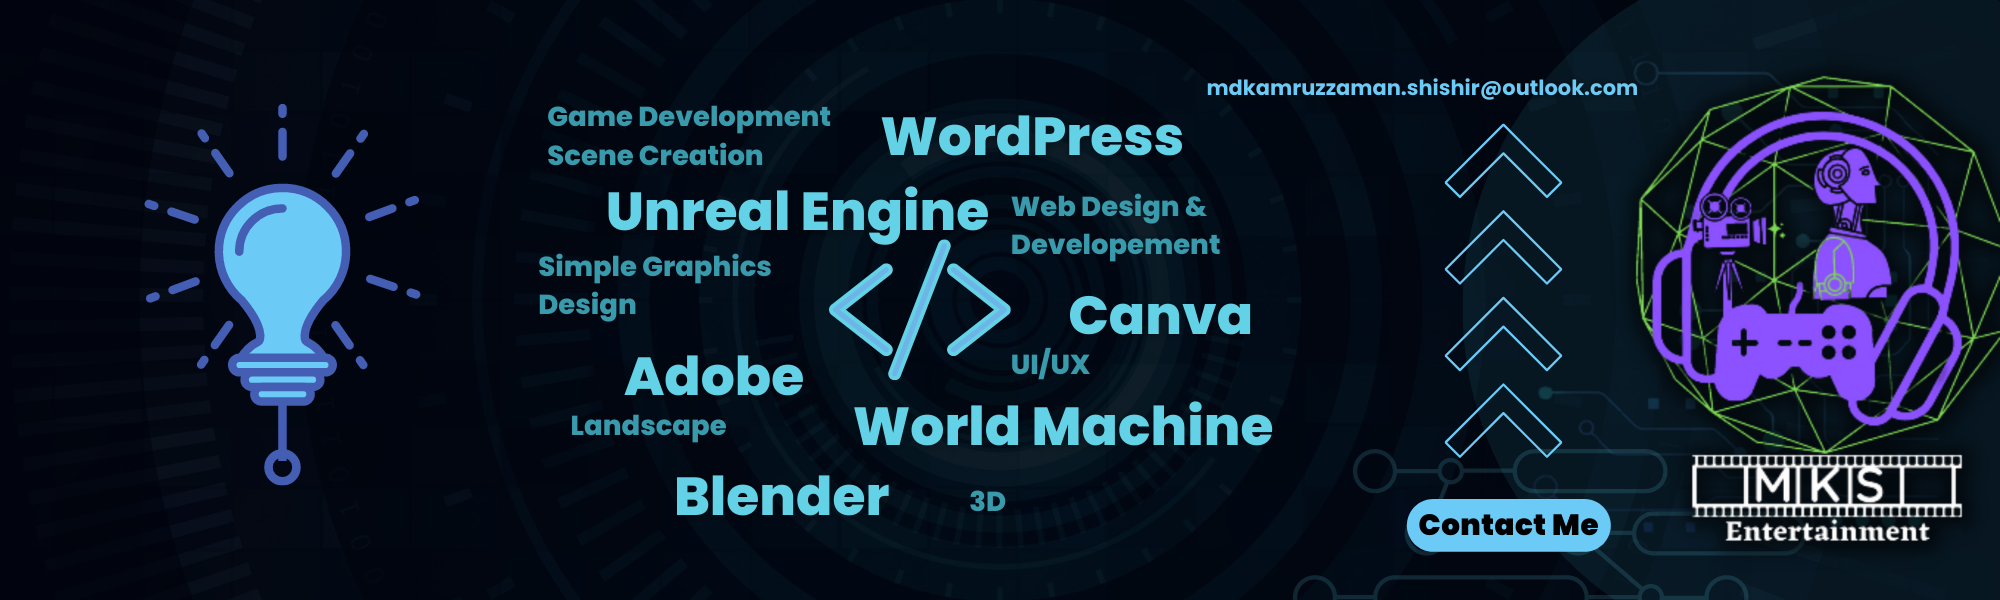 mdkamruzzaman.shishir@outlook.com
Game Development
Scene Creation
WordPress
Unreal Engine
Web Design &
Developement
Simple Graphics
Design
</>
Canva
UI/UX
Adobe
Landscape
World Machine
Blender
3D
Contact Me
MKS
Entertainment